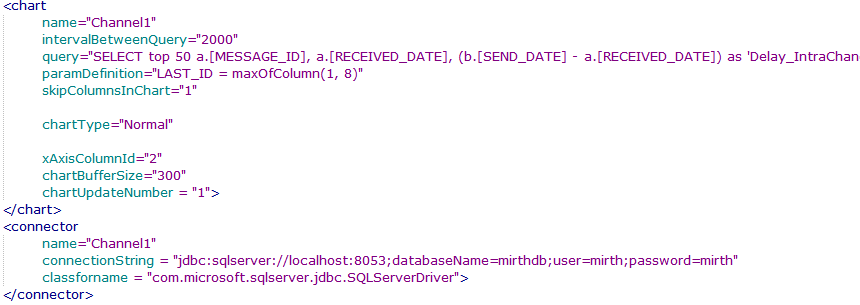 <chart
name="Channel1"
intervalBetweenQuery="2000"
query="SELECT top 50 a.[MESSAGE_ID], a.[RECEIVED_DATE], (b.[SEND_DATE] - a.[RECEIVED_DATE]) as 'Delay_IntraChan
paramDefinition="LAST_ID = maxOfColumn(1, 8)"
skipColumnsInChart="1"
chartType="Normal"
xAxisColumnId="2"
chartBufferSize="300"
chartUpdateNumber = "1">
</chart>
<connector
name="Channel1"
connectionString = "jdbc:sqlserver://localhost:8053;databaseName=mirthdb;user=mirth;password=mirth"
classforname = "com.microsoft.sqlserver.jdbc.SQLServerDriver">
</connector>